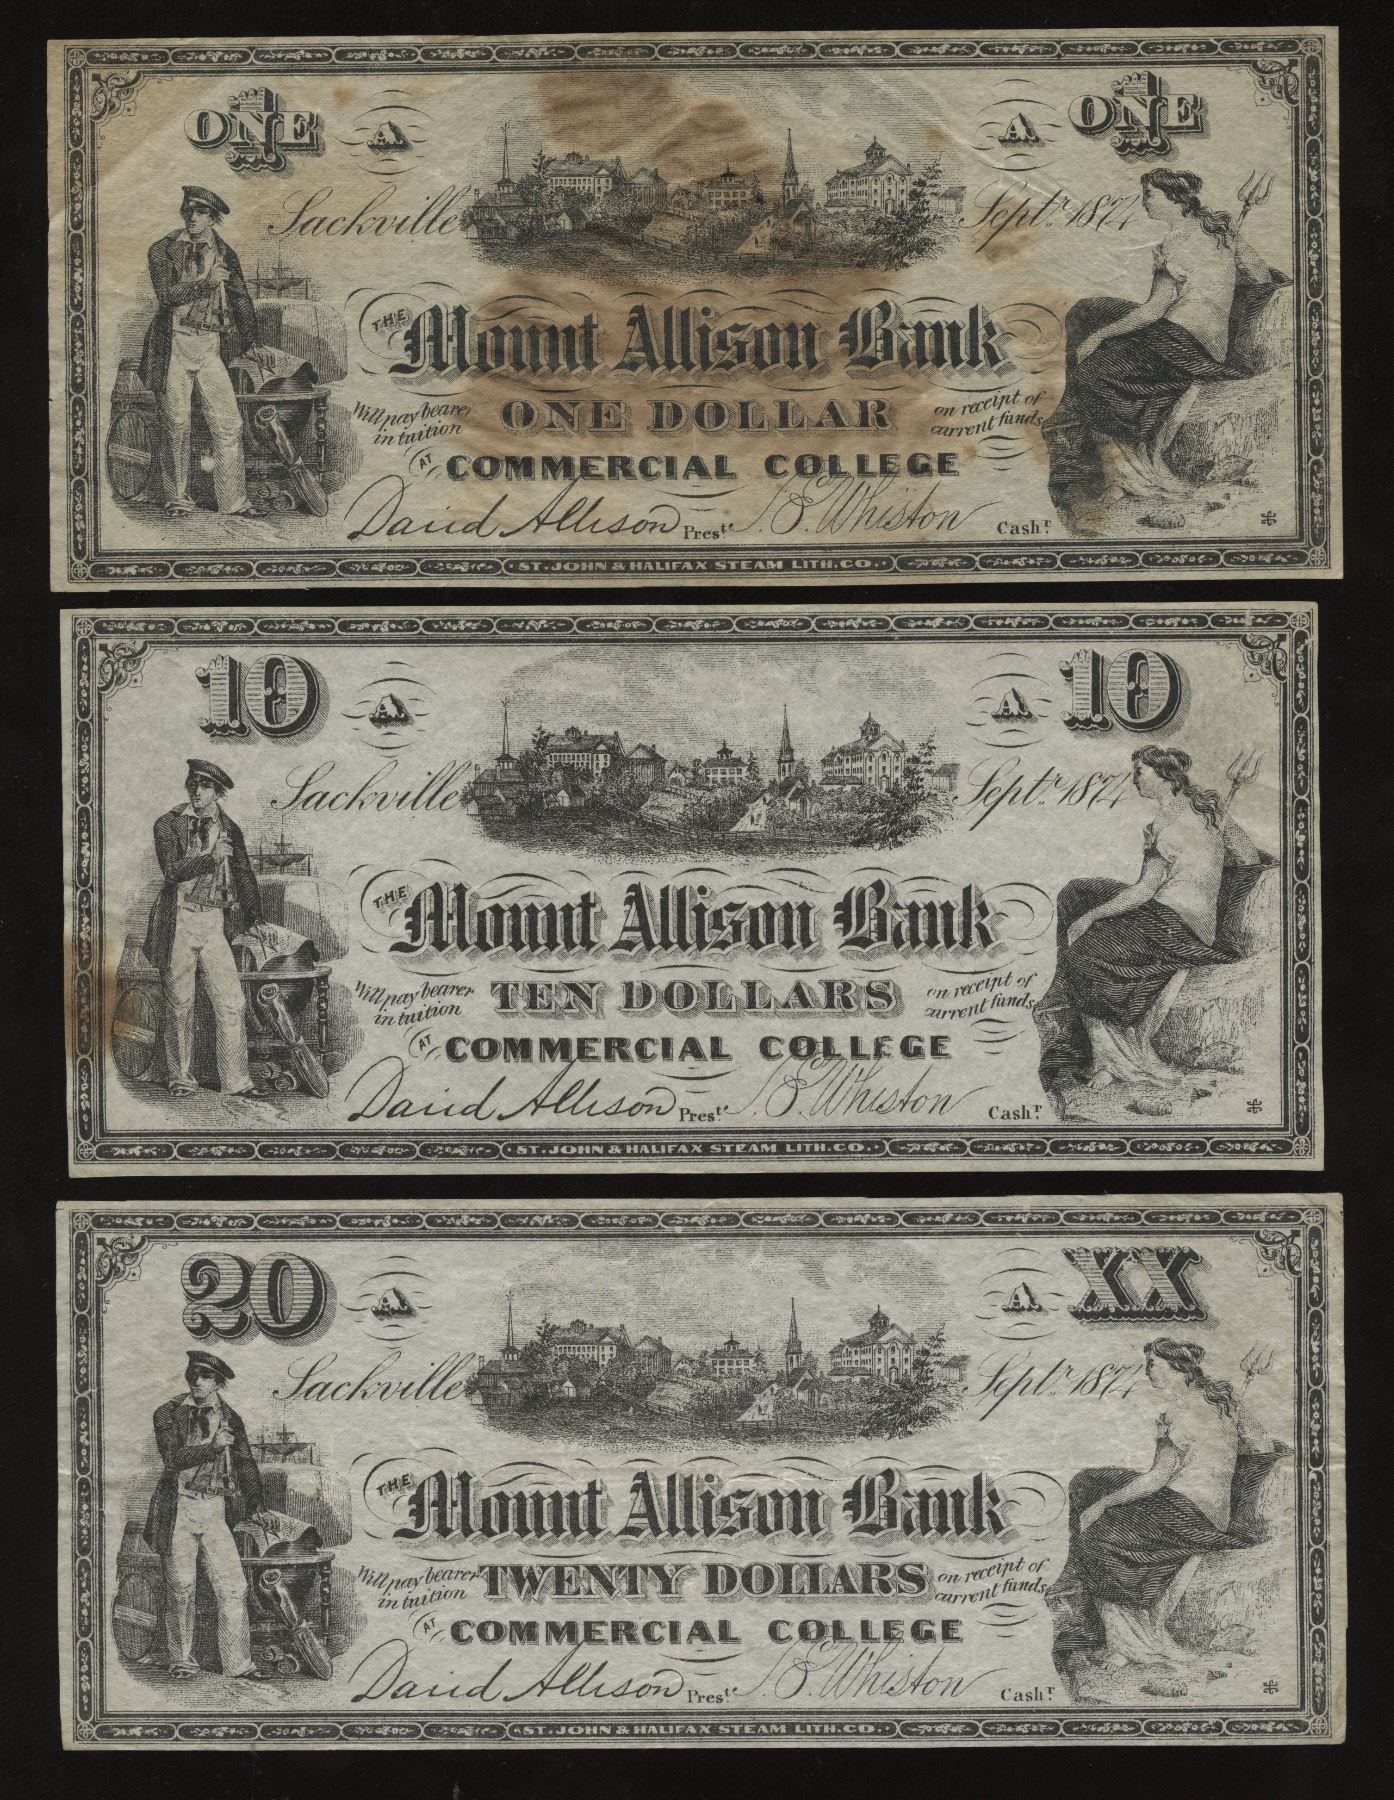 ONE 1 A A ONE 1
Sackville Septr. 1874
THE Mount Allison Bank
Will pay bearer in tuition ONE DOLLAR on receipt of current funds
AT COMMERCIAL COLLEGE
David Allison Prest. S. E. Whiston Cashr.
ST. JOHN & HALIFAX STEAM LITH. CO.
10 A A 10
Sackville Septr. 1874
THE Mount Allison Bank
Will pay bearer in tuition TEN DOLLARS on receipt of current funds
AT COMMERCIAL COLLEGE
David Allison Prest. S. E. Whiston Cashr.
ST. JOHN & HALIFAX STEAM LITH. CO.
20 A A XX
Sackville Septr. 1874
THE Mount Allison Bank
Will pay bearer in tuition TWENTY DOLLARS on receipt of current funds
AT COMMERCIAL COLLEGE
David Allison Prest. S. E. Whiston Cashr.
ST. JOHN & HALIFAX STEAM LITH. CO.